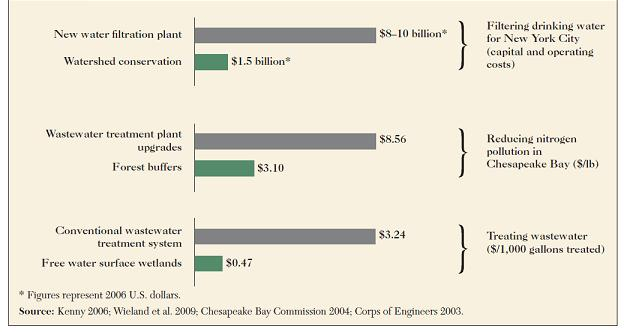 New water filtration plant
$8–10 billion*
Watershed conservation
$1.5 billion*
Filtering drinking water
for New York City
(capital and operating
costs)
Wastewater treatment plant
upgrades
$8.56
Forest buffers
$3.10
Reducing nitrogen
pollution in
Chesapeake Bay ($/lb)
Conventional wastewater
treatment system
$3.24
Free water surface wetlands
$0.47
Treating wastewater
($/1,000 gallons treated)
* Figures represent 2006 U.S. dollars.
Source: Kenny 2006; Wieland et al. 2009; Chesapeake Bay Commission 2004; Corps of Engineers 2003.